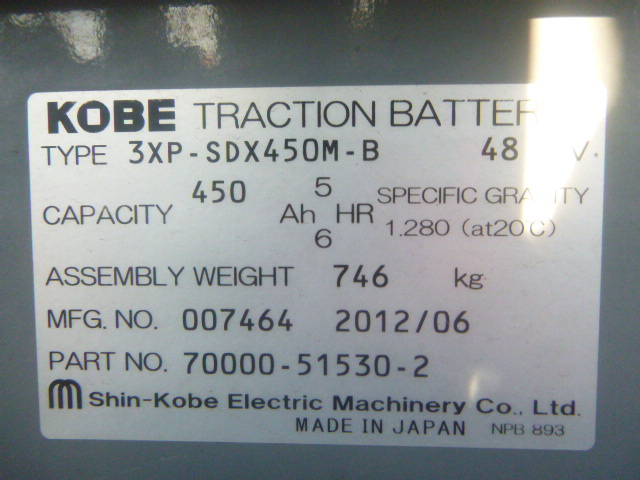 KOBE TRACTION BATTER
TYPE 3XP-SDX450M-B 48 V.
CAPACITY 450 Ah 5 HR SPECIFIC GRAVITY
6 1.280 (at20°C)
ASSEMBLY WEIGHT 746 kg
MFG. NO. 007464 2012/06
PART NO. 70000-51530-2
Shin-Kobe Electric Machinery Co., Ltd.
MADE IN JAPAN NPB 893